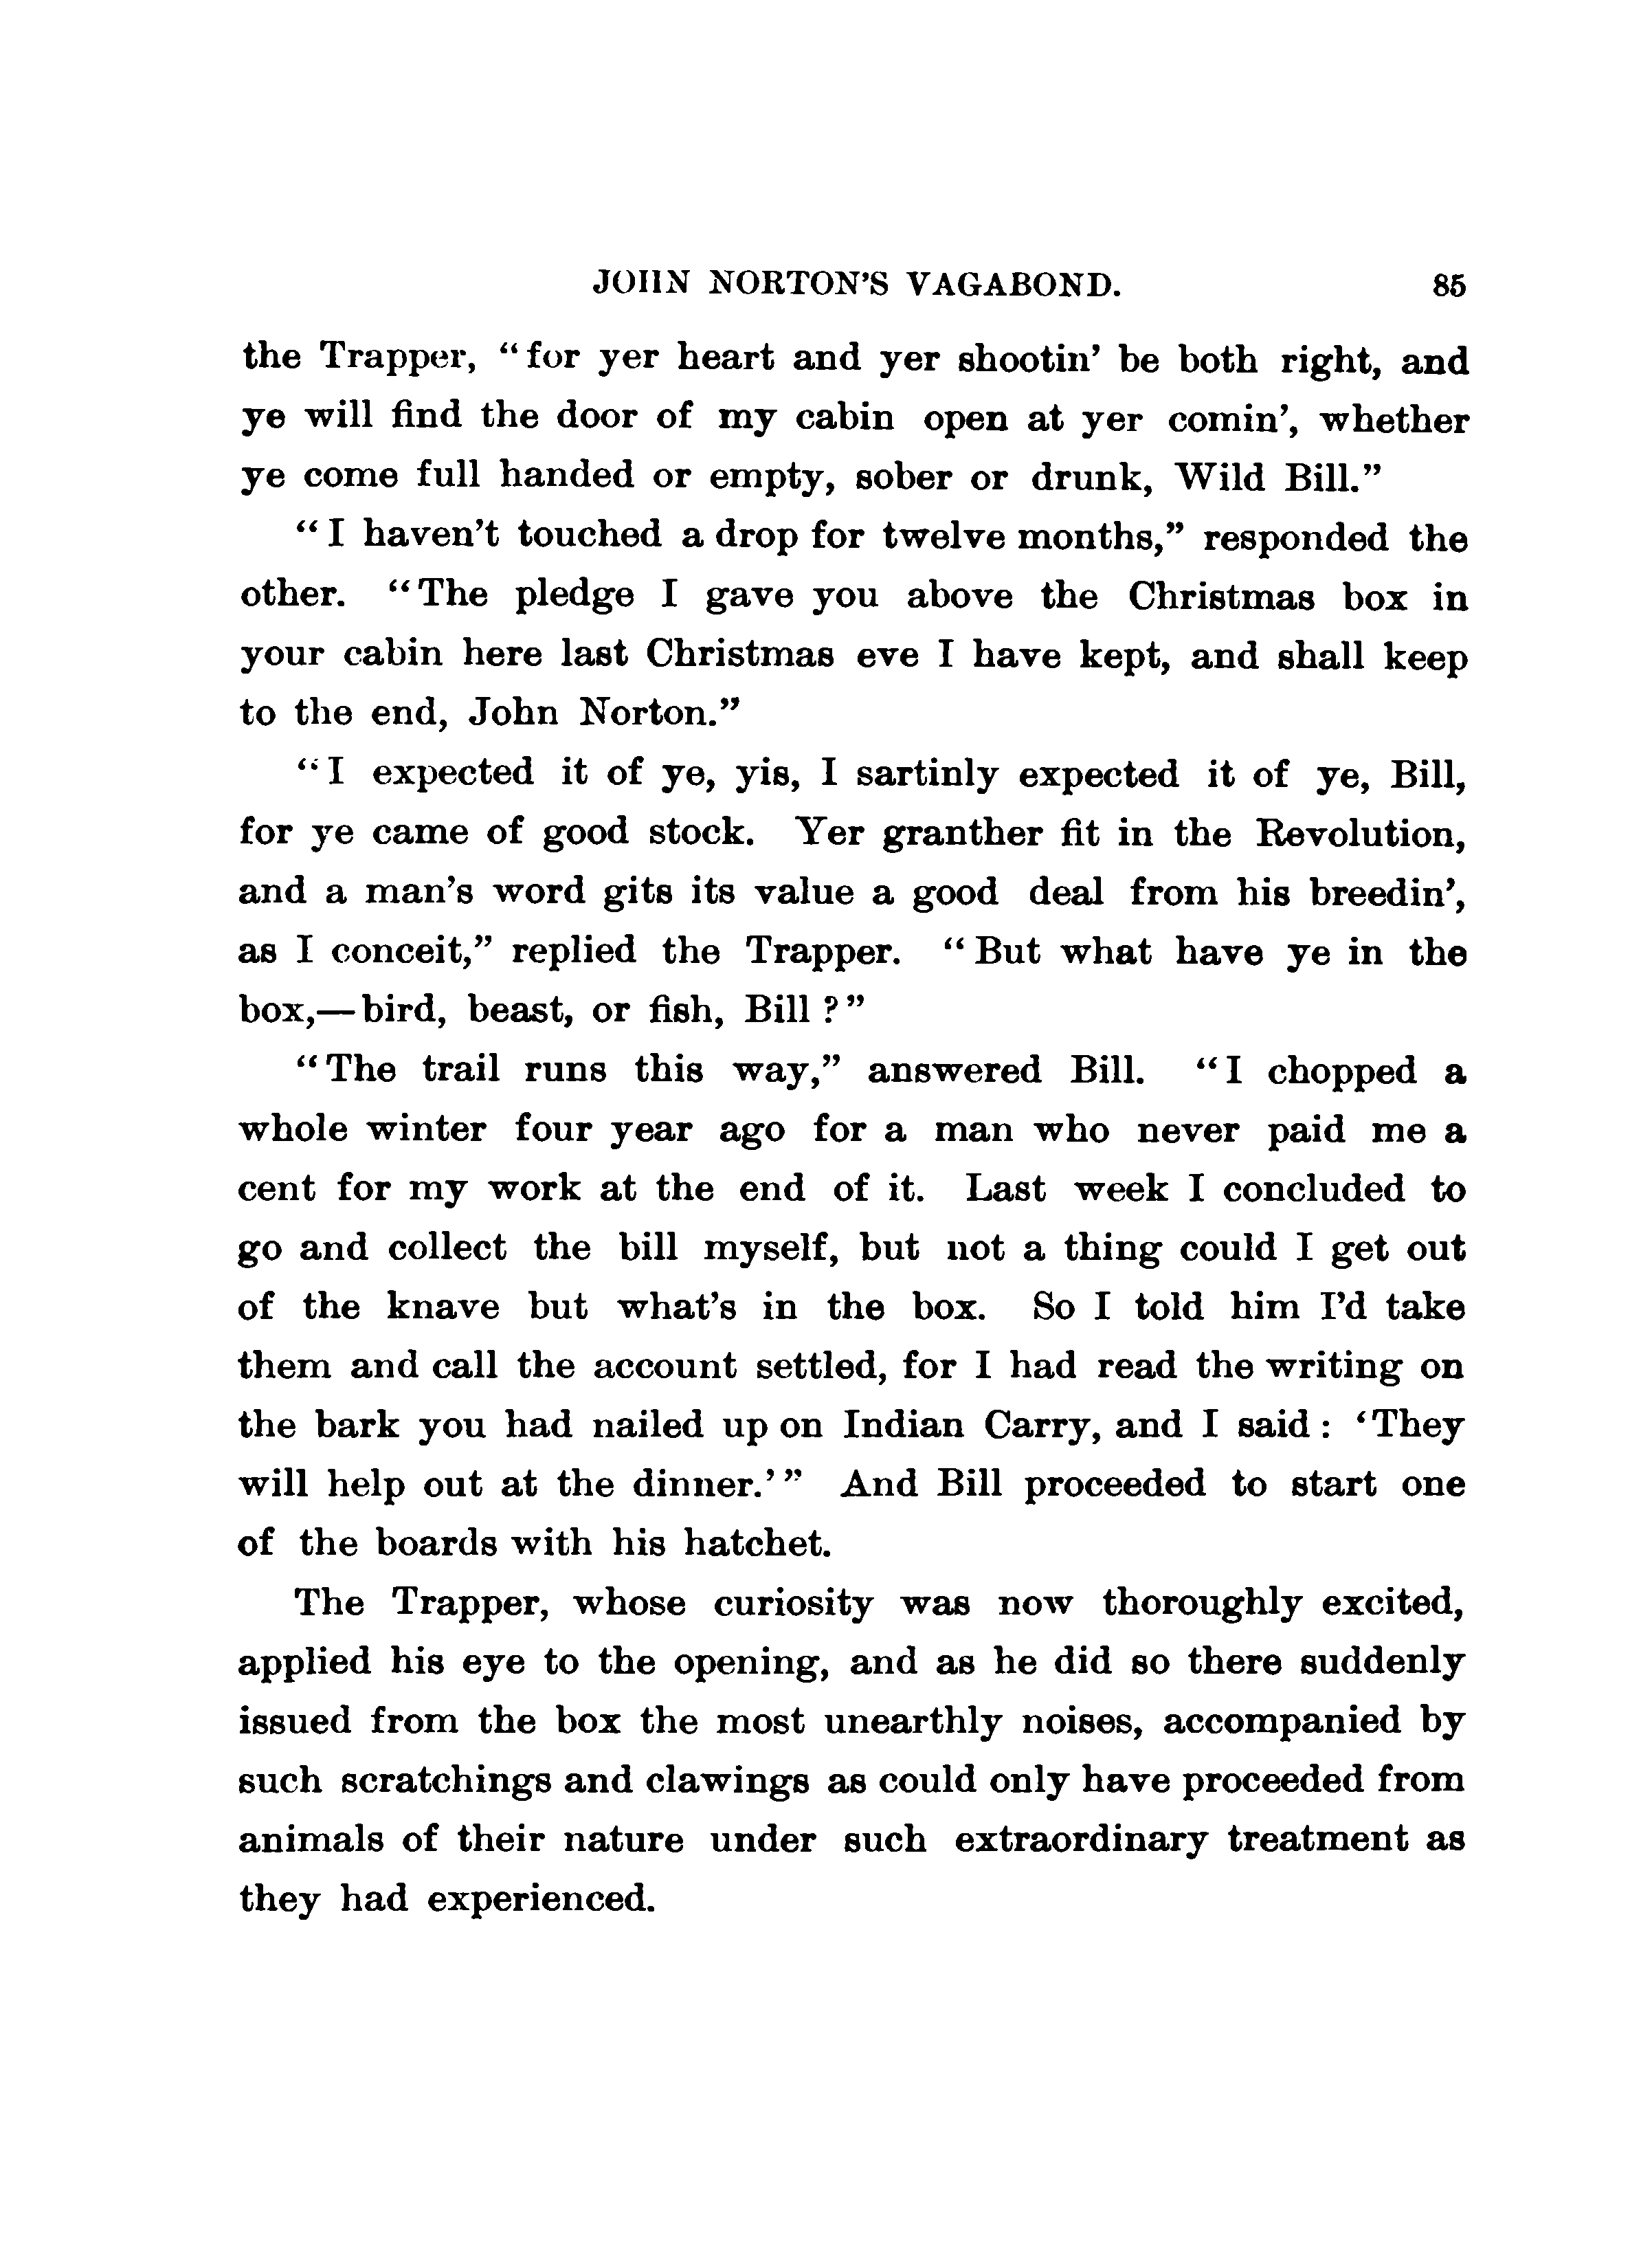 JOHN NORTON'S VAGABOND. 85
the Trapper, “for yer heart and yer shootin’ be both right, and
ye will find the door of my cabin open at yer comin’, whether
ye come full handed or empty, sober or drunk, Wild Bill.”
“I haven’t touched a drop for twelve months,” responded the
other. “The pledge I gave you above the Christmas box in
your cabin here last Christmas eve I have kept, and shall keep
to the end, John Norton.”
“I expected it of ye, yis, I sartinly expected it of ye, Bill,
for ye came of good stock. Yer granther fit in the Revolution,
and a man’s word gits its value a good deal from his breedin’,
as I conceit,” replied the Trapper. “But what have ye in the
box,—bird, beast, or fish, Bill?”
“The trail runs this way,” answered Bill. “I chopped a
whole winter four year ago for a man who never paid me a
cent for my work at the end of it. Last week I concluded to
go and collect the bill myself, but not a thing could I get out
of the knave but what’s in the box. So I told him I’d take
them and call the account settled, for I had read the writing on
the bark you had nailed up on Indian Carry, and I said: ‘They
will help out at the dinner.’” And Bill proceeded to start one
of the boards with his hatchet.
The Trapper, whose curiosity was now thoroughly excited,
applied his eye to the opening, and as he did so there suddenly
issued from the box the most unearthly noises, accompanied by
such scratchings and clawings as could only have proceeded from
animals of their nature under such extraordinary treatment as
they had experienced.